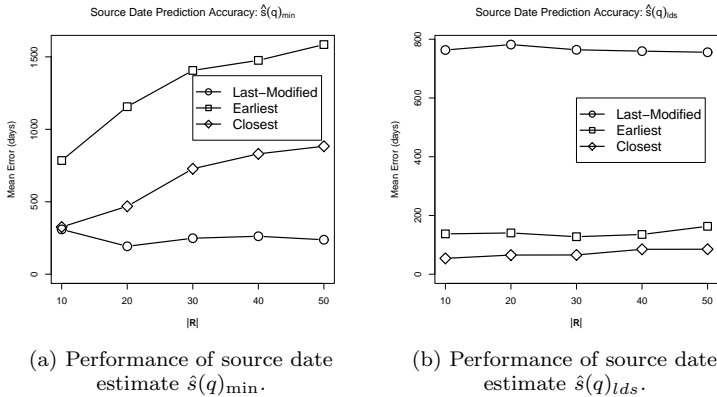 Source Date Prediction Accuracy: ŝ(q)min
Mean Error (days)
1500
1000
500
0
Last−Modified
Earliest
Closest
10 20 30 40 50
|R|
(a) Performance of source date
estimate ŝ(q)min.
Source Date Prediction Accuracy: ŝ(q)lds
Mean Error (days)
800
600
400
200
0
Last−Modified
Earliest
Closest
10 20 30 40 50
|R|
(b) Performance of source date
estimate ŝ(q)lds.